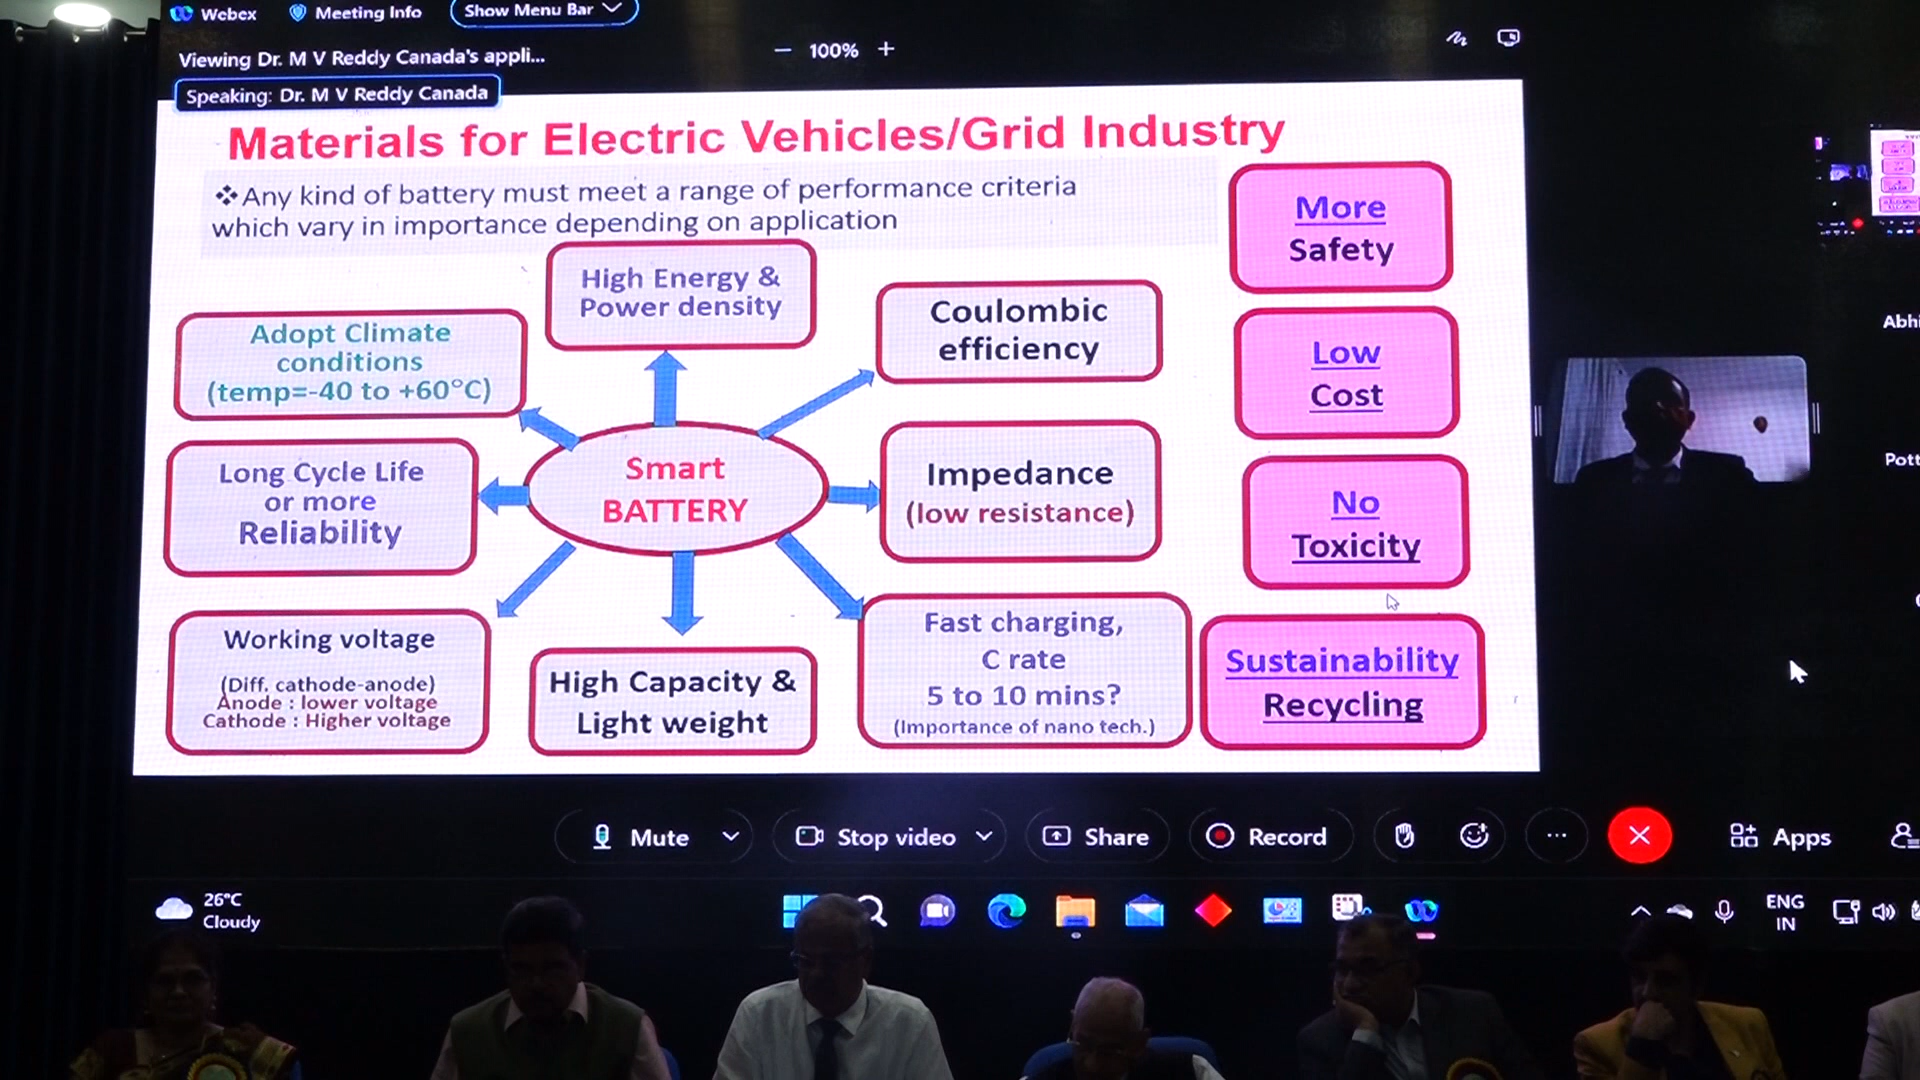 Webex
Meeting Info
Show Menu Bar
Viewing Dr. M V Reddy Canada's appli...
100%
Speaking: Dr. M V Reddy Canada
Materials for Electric Vehicles/Grid Industry
❖Any kind of battery must meet a range of performance criteria
which vary in importance depending on application
High Energy &
Power density
Coulombic
efficiency
Adopt Climate
conditions
(temp=-40 to +60°C)
Long Cycle Life
or more
Reliability
Smart
BATTERY
Impedance
(low resistance)
Working voltage
(Diff. cathode-anode)
Anode : lower voltage
Cathode : Higher voltage
High Capacity &
Light weight
Fast charging,
C rate
5 to 10 mins?
(Importance of nano tech.)
More
Safety
Low
Cost
No
Toxicity
Sustainability
Recycling
Abhi
Pott
Mute
Stop video
Share
Record
Apps
26°C
Cloudy
ENG
IN